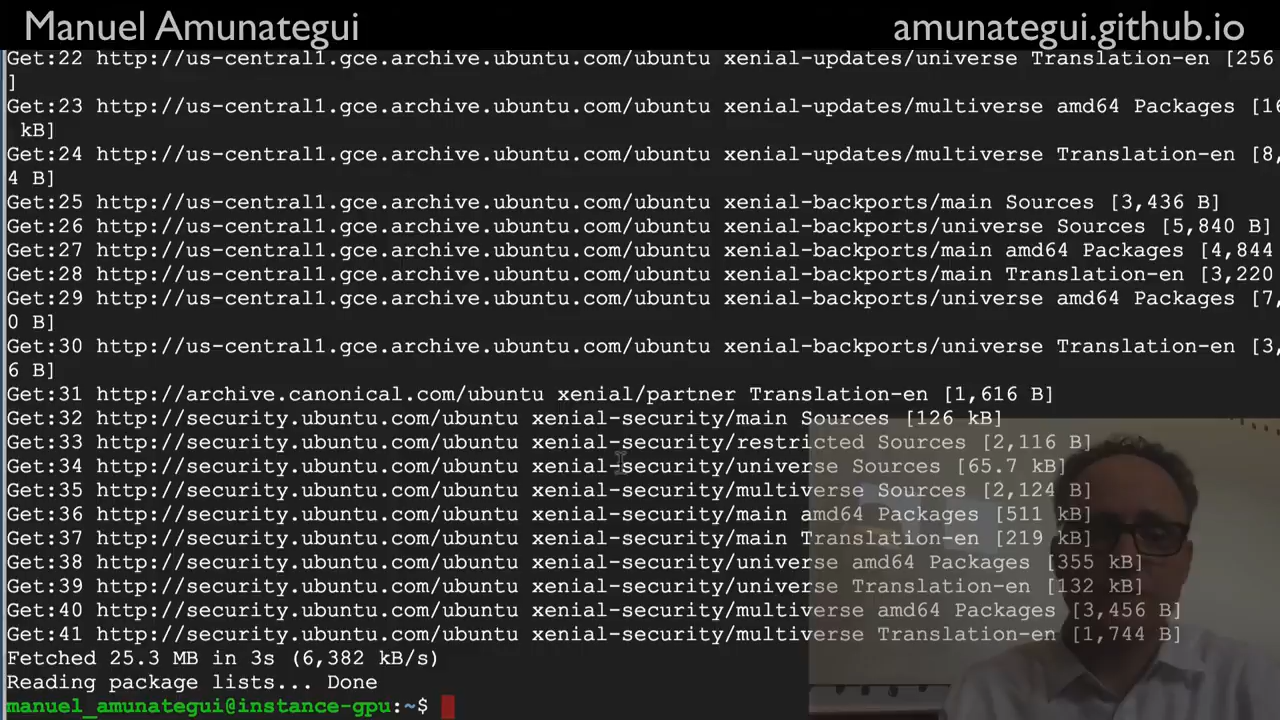 Manuel Amunategui
amunategui.github.io
Get:22 http://us-central1.gce.archive.ubuntu.com/ubuntu xenial-updates/universe Translation-en [256
]
Get:23 http://us-central1.gce.archive.ubuntu.com/ubuntu xenial-updates/multiverse amd64 Packages [16
kB]
Get:24 http://us-central1.gce.archive.ubuntu.com/ubuntu xenial-updates/multiverse Translation-en [8,
4 B]
Get:25 http://us-central1.gce.archive.ubuntu.com/ubuntu xenial-backports/main Sources [3,436 B]
Get:26 http://us-central1.gce.archive.ubuntu.com/ubuntu xenial-backports/universe Sources [5,840 B]
Get:27 http://us-central1.gce.archive.ubuntu.com/ubuntu xenial-backports/main amd64 Packages [4,844
Get:28 http://us-central1.gce.archive.ubuntu.com/ubuntu xenial-backports/main Translation-en [3,220
Get:29 http://us-central1.gce.archive.ubuntu.com/ubuntu xenial-backports/universe amd64 Packages [7,
0 B]
Get:30 http://us-central1.gce.archive.ubuntu.com/ubuntu xenial-backports/universe Translation-en [3,
6 B]
Get:31 http://archive.canonical.com/ubuntu xenial/partner Translation-en [1,616 B]
Get:32 http://security.ubuntu.com/ubuntu xenial-security/main Sources [126 kB]
Get:33 http://security.ubuntu.com/ubuntu xenial-security/restricted Sources [2,116 B]
Get:34 http://security.ubuntu.com/ubuntu xenial-security/universe Sources [65.7 kB]
Get:35 http://security.ubuntu.com/ubuntu xenial-security/multiverse Sources [2,124 B]
Get:36 http://security.ubuntu.com/ubuntu xenial-security/main amd64 Packages [511 kB]
Get:37 http://security.ubuntu.com/ubuntu xenial-security/main Translation-en [219 kB]
Get:38 http://security.ubuntu.com/ubuntu xenial-security/universe amd64 Packages [355 kB]
Get:39 http://security.ubuntu.com/ubuntu xenial-security/universe Translation-en [132 kB]
Get:40 http://security.ubuntu.com/ubuntu xenial-security/multiverse amd64 Packages [3,456 B]
Get:41 http://security.ubuntu.com/ubuntu xenial-security/multiverse Translation-en [1,744 B]
Fetched 25.3 MB in 3s (6,382 kB/s)
Reading package lists... Done
manuel_amunategui@instance-gpu:~$